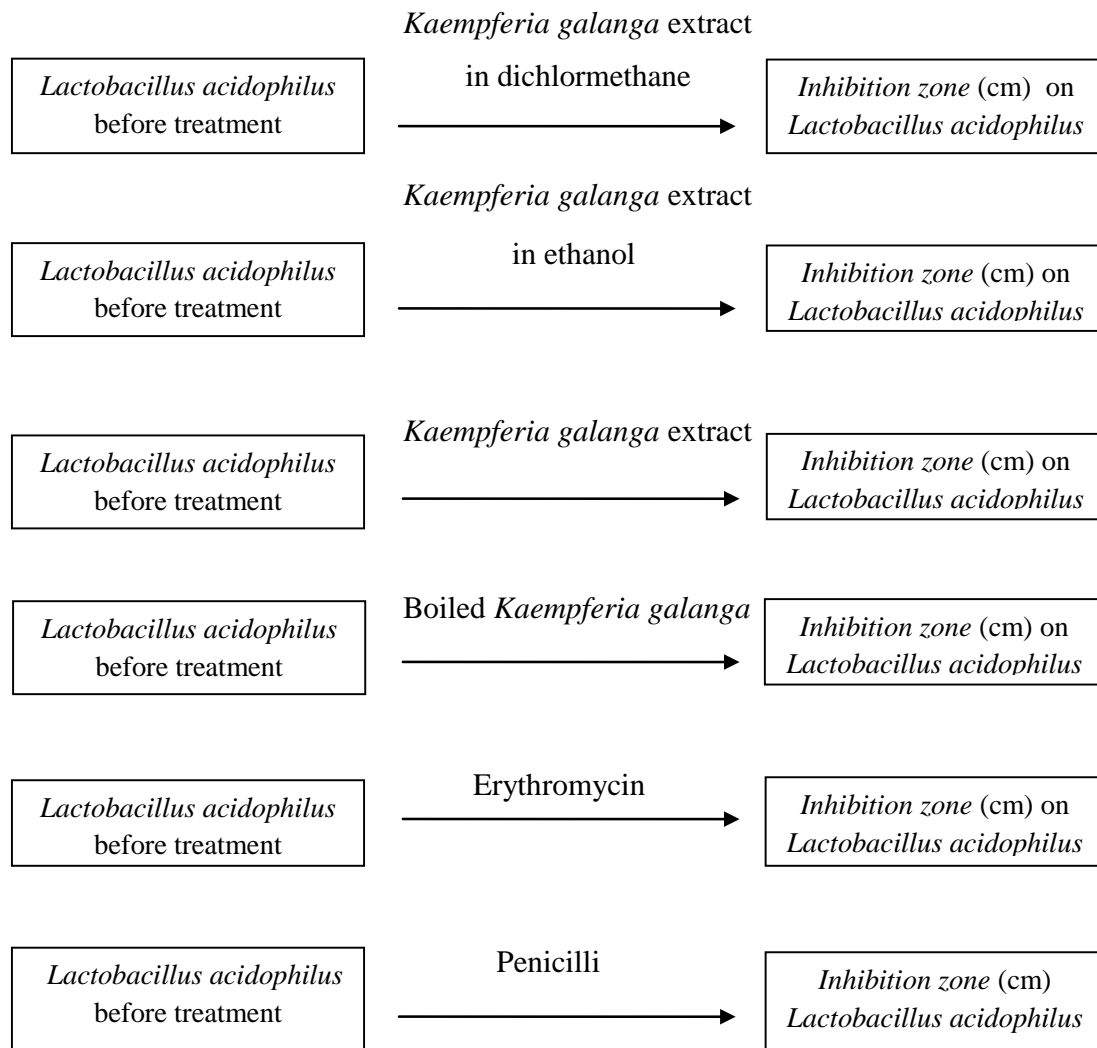 Kaempferia galanga extract
in dichlormethane
Lactobacillus acidophilus
before treatment
Inhibition zone (cm) on
Lactobacillus acidophilus
Kaempferia galanga extract
in ethanol
Lactobacillus acidophilus
before treatment
Inhibition zone (cm) on
Lactobacillus acidophilus
Kaempferia galanga extract
Lactobacillus acidophilus
before treatment
Inhibition zone (cm) on
Lactobacillus acidophilus
Boiled Kaempferia galanga
Lactobacillus acidophilus
before treatment
Inhibition zone (cm) on
Lactobacillus acidophilus
Erythromycin
Lactobacillus acidophilus
before treatment
Inhibition zone (cm) on
Lactobacillus acidophilus
Penicilli
Lactobacillus acidophilus
before treatment
Inhibition zone (cm)
Lactobacillus acidophilus